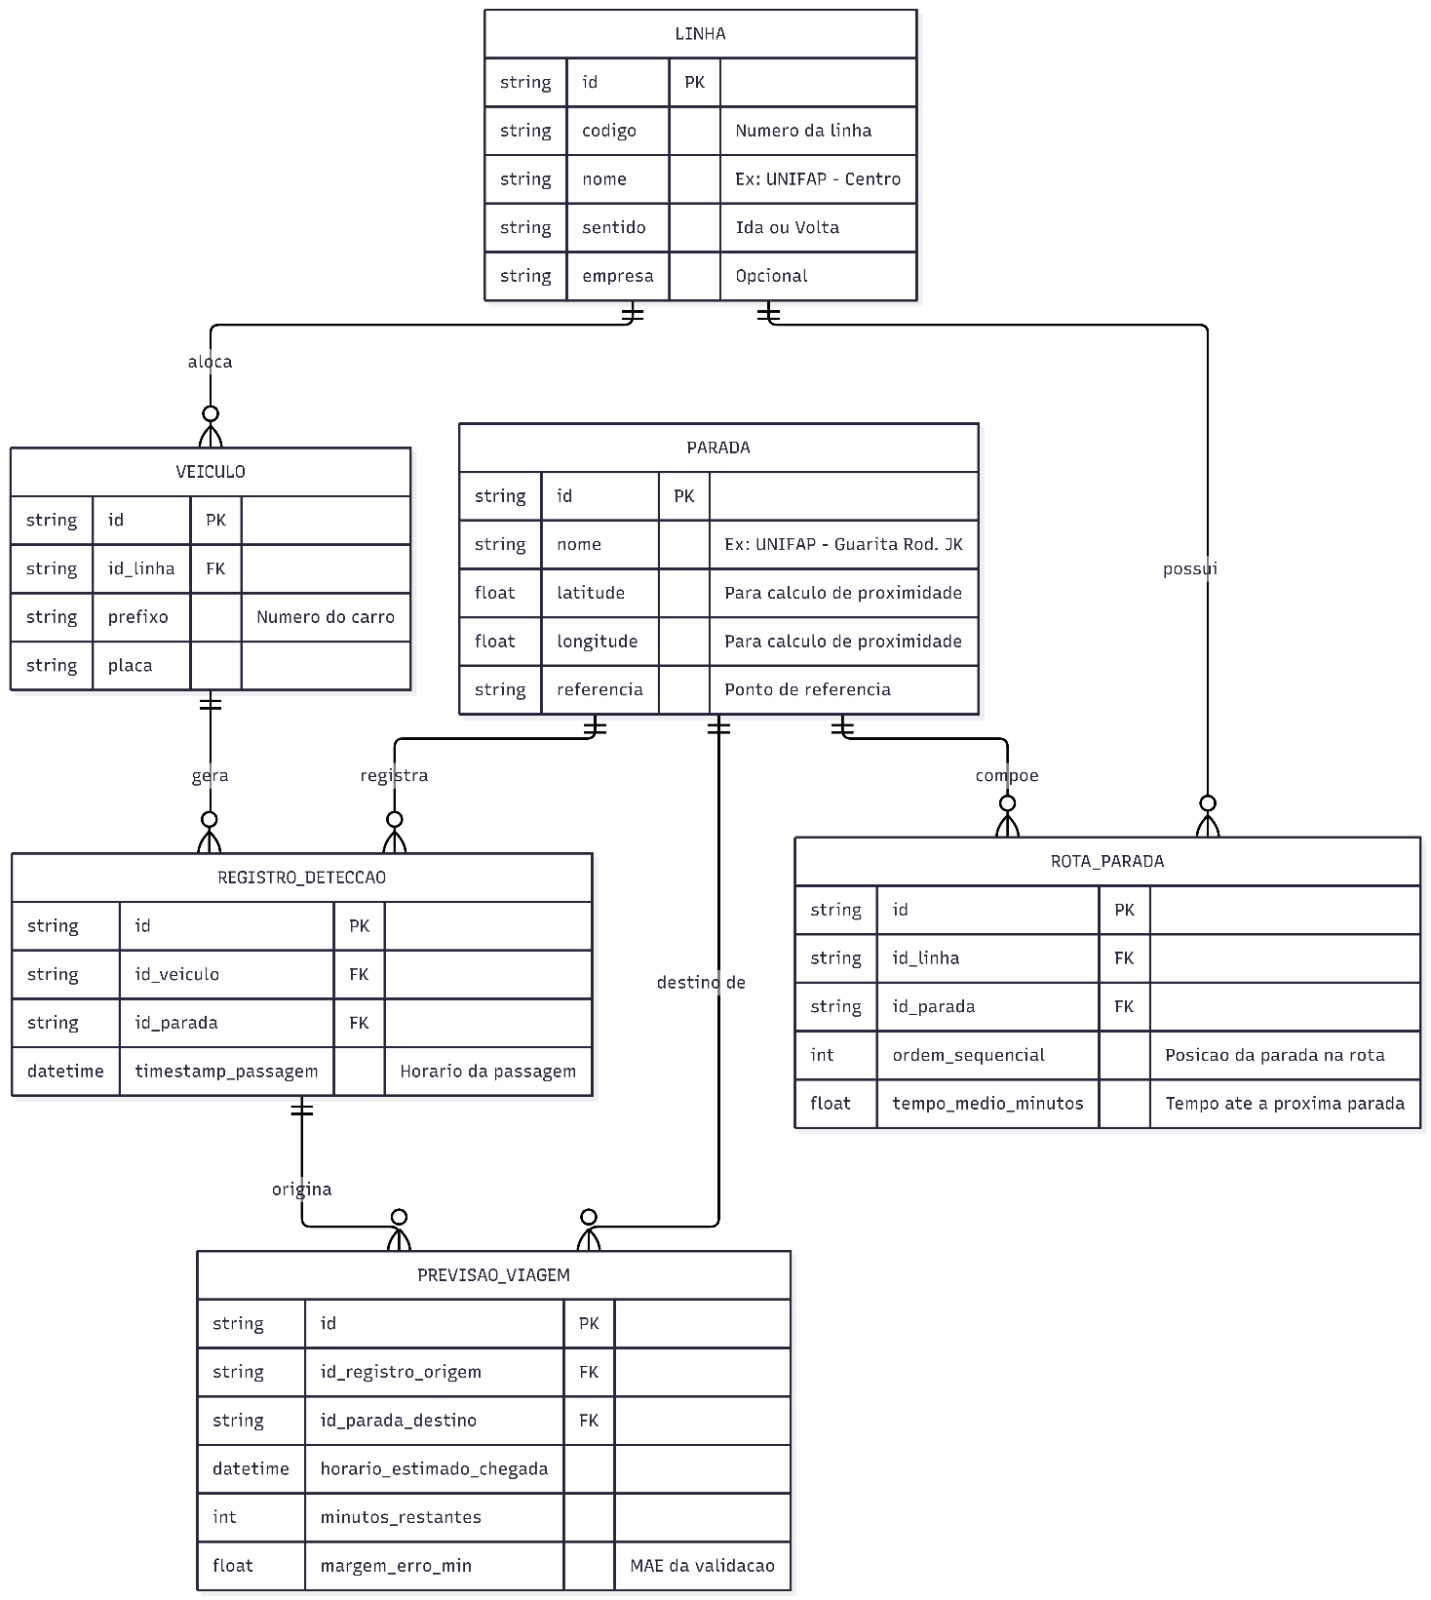 LINHA
string id PK
string codigo Numero da linha
string nome Ex: UNIFAP - Centro
string sentido Ida ou Volta
string empresa Opcional
aloca
possui
VEICULO
string id PK
string id_linha FK
string prefixo Numero do carro
string placa
PARADA
string id PK
string nome Ex: UNIFAP - Guarita Rod. JK
float latitude Para calculo de proximidade
float longitude Para calculo de proximidade
string referencia Ponto de referencia
gera
registra
compoe
destino de
REGISTRO_DETECCAO
string id PK
string id_veiculo FK
string id_parada FK
datetime timestamp_passagem Horario da passagem
ROTA_PARADA
string id PK
string id_linha FK
string id_parada FK
int ordem_sequencial Posicao da parada na rota
float tempo_medio_minutos Tempo ate a proxima parada
origina
PREVISAO_VIAGEM
string id PK
string id_registro_origem FK
string id_parada_destino FK
datetime horario_estimado_chegada
int minutos_restantes
float margem_erro_min MAE da validacao